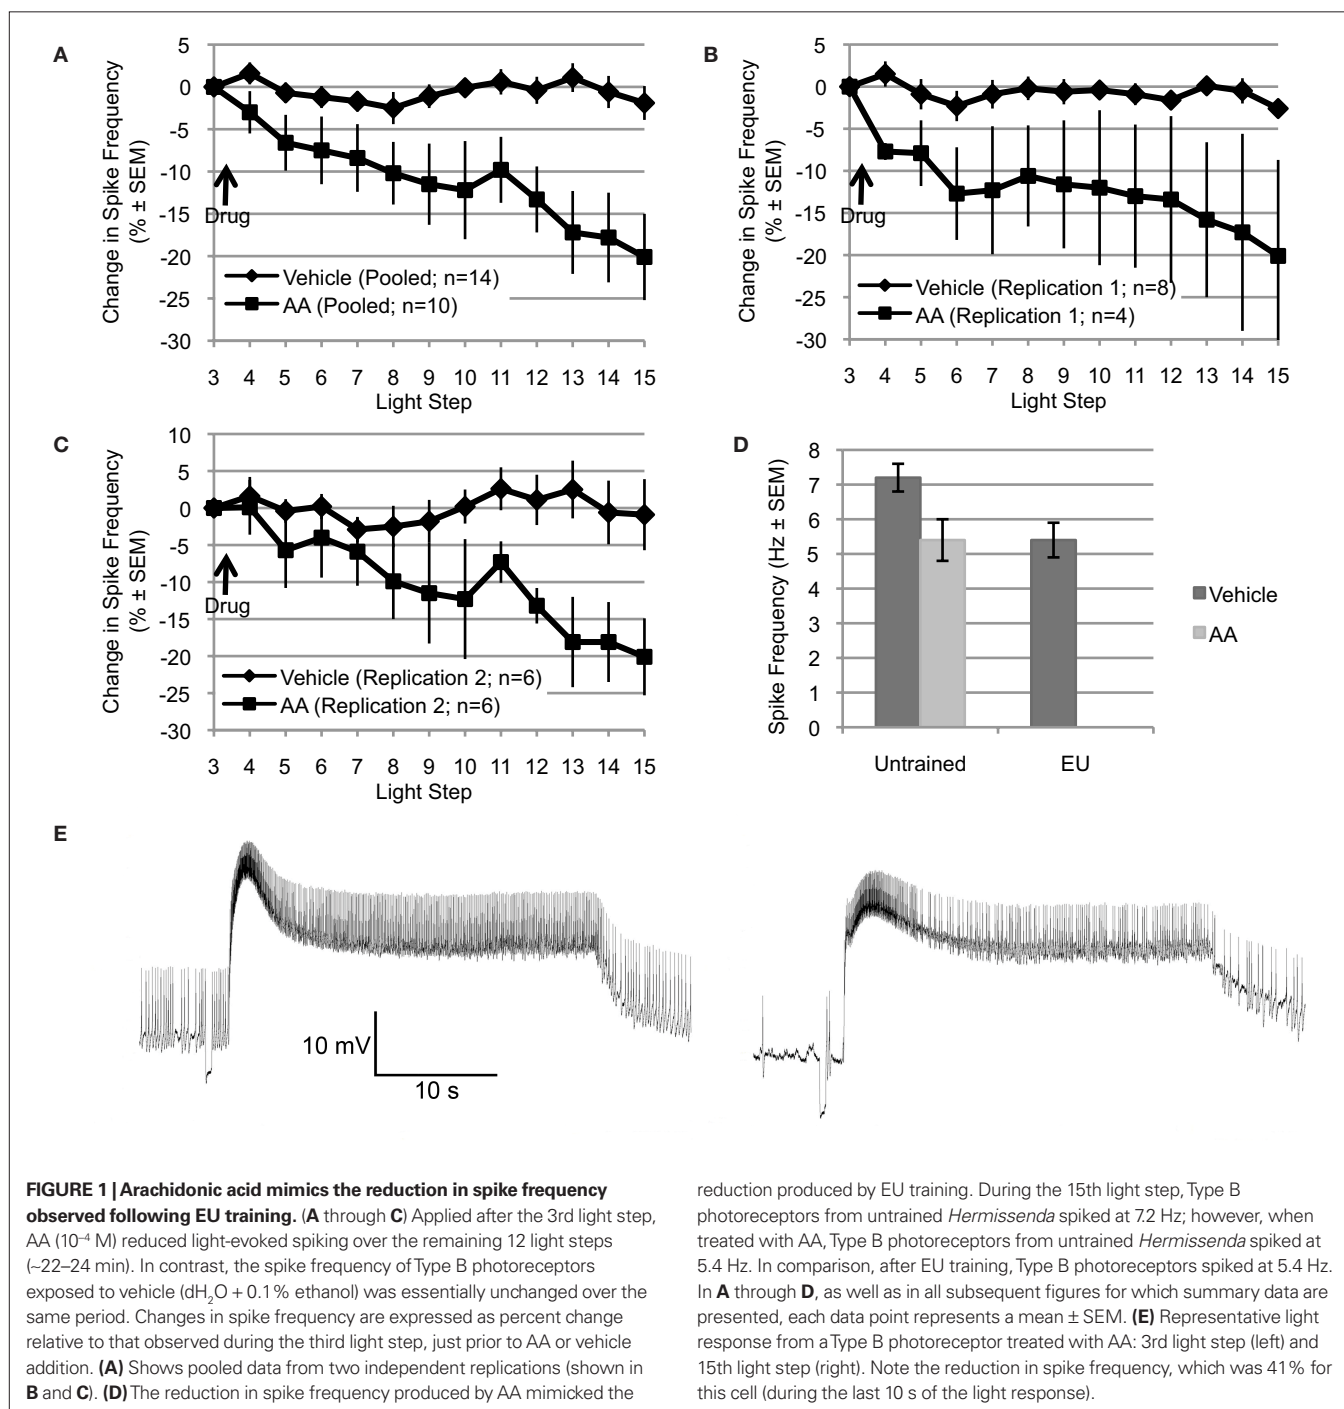 A
Change in Spike Frequency
(% ± SEM)
5
0
-5
-10
-15
-20
-25
-30
Drug
Vehicle (Pooled; n=14)
AA (Pooled; n=10)
3 4 5 6 7 8 9 10 11 12 13 14 15
Light Step
B
Change in Spike Frequency
(% ± SEM)
5
0
-5
-10
-15
-20
-25
-30
Drug
Vehicle (Replication 1; n=8)
AA (Replication 1; n=4)
3 4 5 6 7 8 9 10 11 12 13 14 15
Light Step
C
Change in Spike Frequency
(% ± SEM)
10
5
0
-5
-10
-15
-20
-25
-30
Drug
Vehicle (Replication 2; n=6)
AA (Replication 2; n=6)
3 4 5 6 7 8 9 10 11 12 13 14 15
Light Step
D
Spike Frequency (Hz ± SEM)
8
7
6
5
4
3
2
1
0
Untrained EU
Vehicle
AA
E
10 mV
10 s
FIGURE 1 | Arachidonic acid mimics the reduction in spike frequency
observed following EU training. (A through C) Applied after the 3rd light step,
AA (10⁻⁴ M) reduced light-evoked spiking over the remaining 12 light steps
(~22–24 min). In contrast, the spike frequency of Type B photoreceptors
exposed to vehicle (dH₂O + 0.1% ethanol) was essentially unchanged over the
same period. Changes in spike frequency are expressed as percent change
relative to that observed during the third light step, just prior to AA or vehicle
addition. (A) Shows pooled data from two independent replications (shown in
B and C). (D) The reduction in spike frequency produced by AA mimicked the
reduction produced by EU training. During the 15th light step, Type B
photoreceptors from untrained Hermissenda spiked at 7.2 Hz; however, when
treated with AA, Type B photoreceptors from untrained Hermissenda spiked at
5.4 Hz. In comparison, after EU training, Type B photoreceptors spiked at 5.4 Hz.
In A through D, as well as in all subsequent figures for which summary data are
presented, each data point represents a mean ± SEM. (E) Representative light
response from a Type B photoreceptor treated with AA: 3rd light step (left) and
15th light step (right). Note the reduction in spike frequency, which was 41% for
this cell (during the last 10 s of the light response).